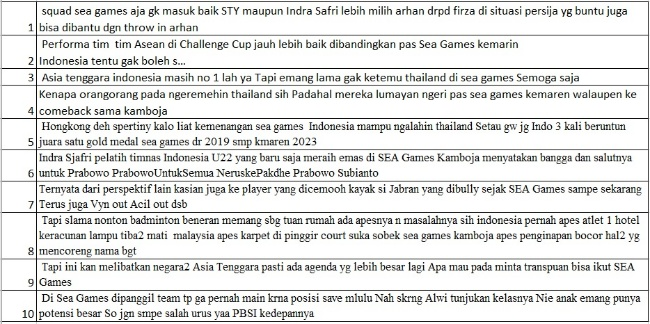 squad sea games aja gk masuk baik STY maupun Indra Safri lebih milih arhan drpd firza di situasi persija yg buntu juga
1 bisa dibantu dgn throw in arhan
Performa tim tim Asean di Challenge Cup jauh lebih baik dibandingkan pas Sea Games kemarin
2 Indonesia tentu gak boleh s...
3 Asia tenggara indonesia masih no 1 lah ya Tapi emang lama gak ketemu thailand di sea games Semoga saja
Kenapa orangorang pada ngeremehin thailand sih Padahal mereka lumayan ngeri pas sea games kemaren walaupen ke
4 comeback sama kamboja
Hongkong deh spertiny kalo liat kemenangan sea games Indonesia mampu ngalahin thailand Setau gw jg Indo 3 kali beruntun
5 juara satu gold medal sea games dr 2019 smp kmaren 2023
Indra Sjafri pelatih timnas Indonesia U22 yang baru saja meraih emas di SEA Games Kamboja menyatakan bangga dan salutnya
6 untuk Prabowo PrabowoUntukSemua NeruskePakdhe Prabowo Subianto
Ternyata dari perspektif lain kasian juga ke player yang dicemooh kayak si Jabran yang dibully sejak SEA Games sampe sekarang
7 Terus juga Vyn out Acil out dsb
Tapi slama nonton badminton beneran memang sbg tuan rumah ada apesnya n masalahnya sih indonesia pernah apes atlet 1 hotel
keracunan lampu tiba2 mati malaysia apes karpet di pinggir court suka sobek sea games kamboja apes penginapan bocor hal2 yg
8 mencoreng nama bgt
Tapi ini kan melibatkan negara2 Asia Tenggara pasti ada agenda yg lebih besar lagi Apa mau pada minta transpuan bisa ikut SEA
9 Games
Di Sea Games dipanggil team tp ga pernah main krna posisi save mlulu Nah skrng Alwi tunjukan kelasnya Nie anak emang punya
10 potensi besar So jgn smpe salah urus yaa PBSI kedepannya